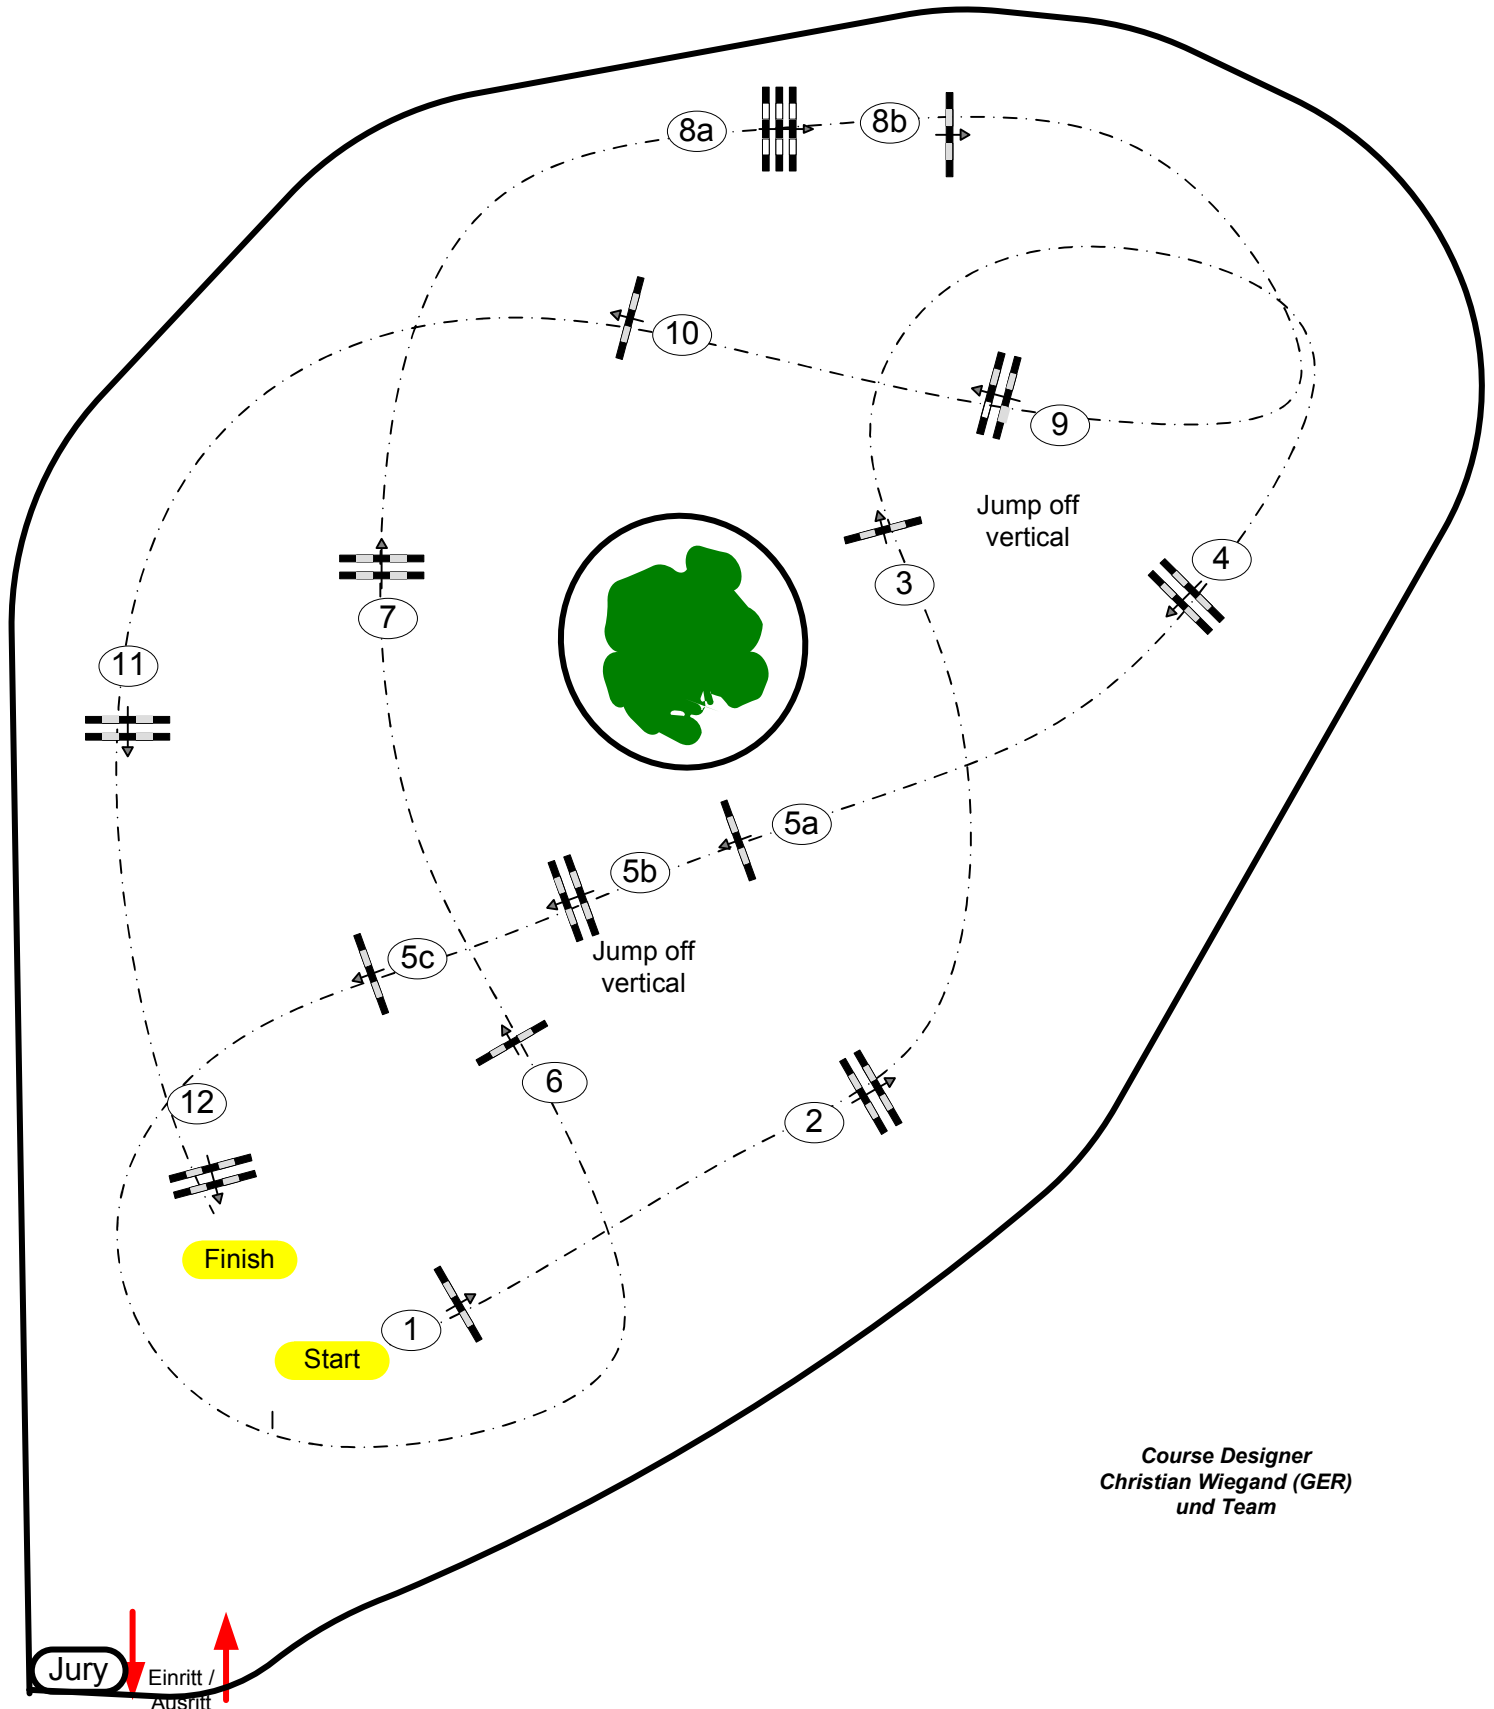 8a
8b
10
9
Jump off
vertical
4
3
7
11
5a
5b
Jump off
vertical
5c
6
12
2
Finish
1
Start
Course Designer
Christian Wiegand (GER)
und Team
Jury
Einritt /
Ausritt